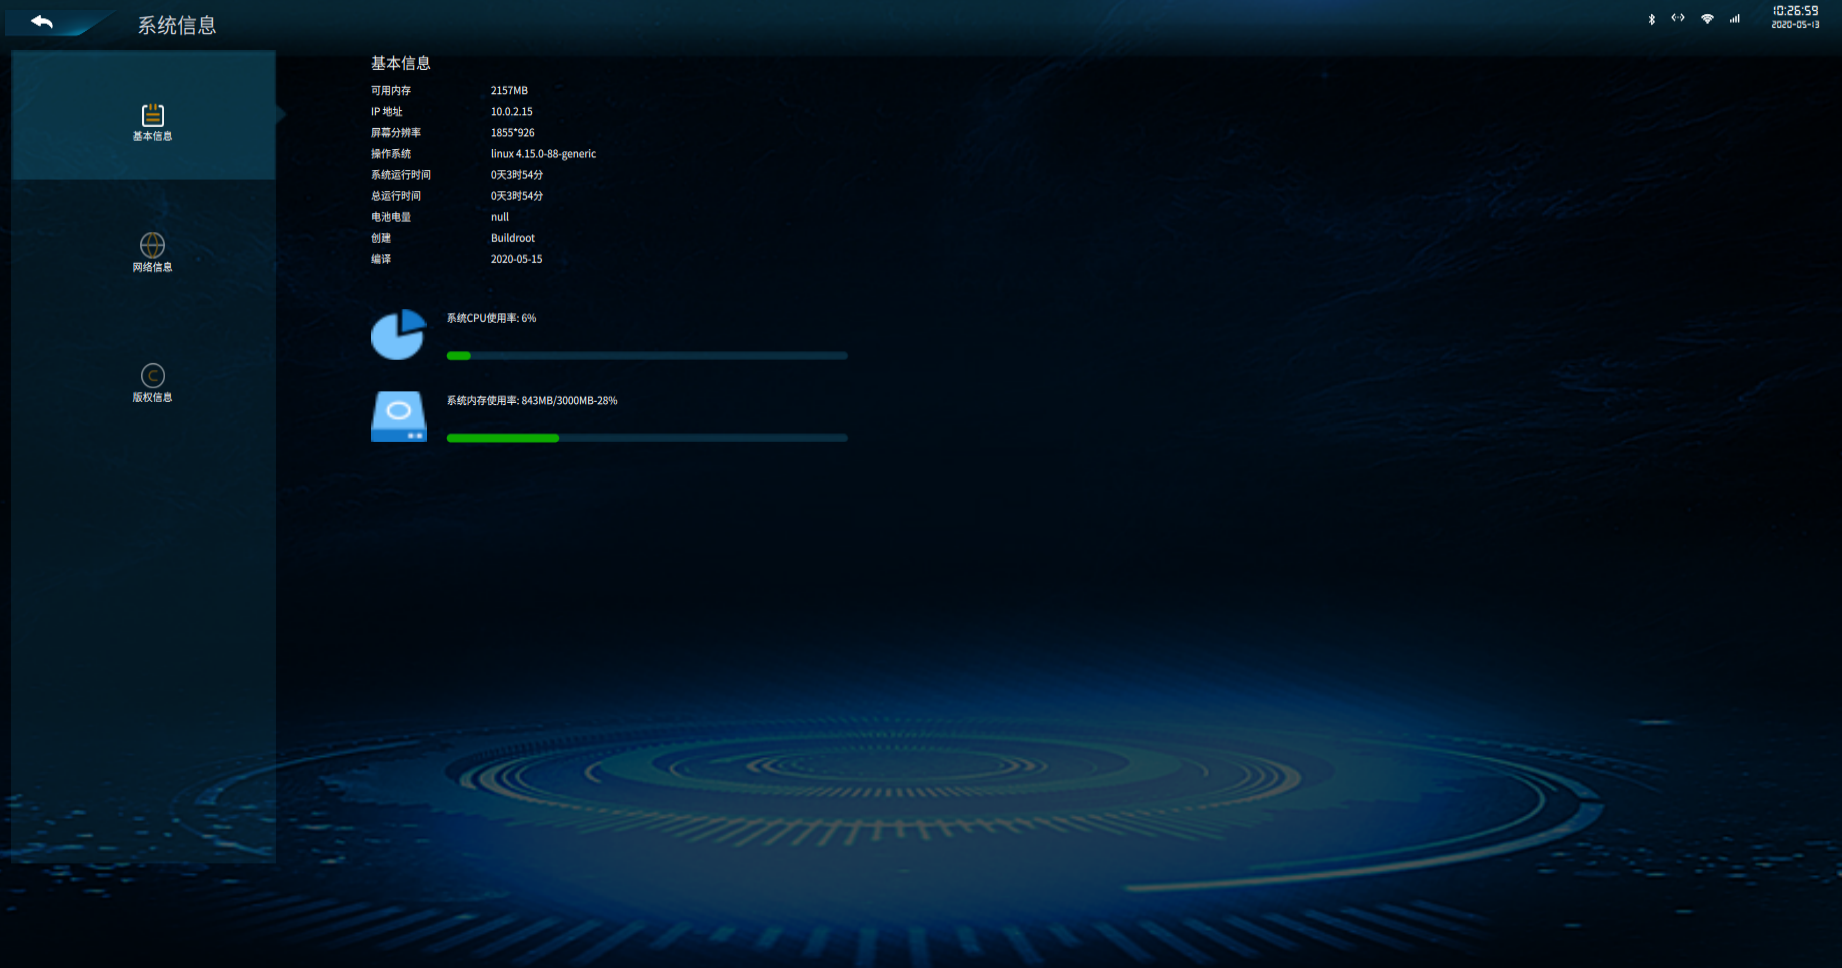 系统信息
10:26:59
2020-05-13
基本信息
网络信息
版权信息
基本信息
可用内存 2157MB
IP 地址 10.0.2.15
屏幕分辨率 1855*926
操作系统 linux 4.15.0-88-generic
系统运行时间 0天3时54分
总运行时间 0天3时54分
电池电量 null
创建 Buildroot
编译 2020-05-15
系统CPU使用率: 6%
系统内存使用率: 843MB/3000MB-28%